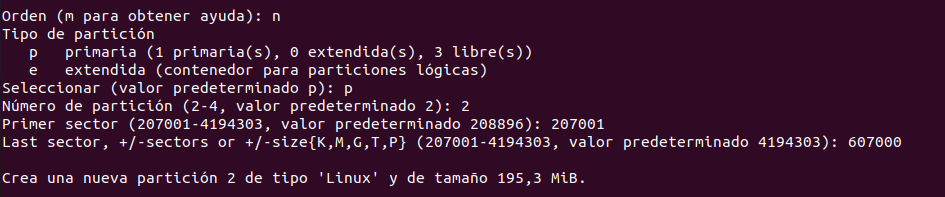 Orden (m para obtener ayuda): n
Tipo de partición
p   primaria (1 primaria(s), 0 extendida(s), 3 libre(s))
e   extendida (contenedor para particiones lógicas)
Seleccionar (valor predeterminado p): p
Número de partición (2-4, valor predeterminado 2): 2
Primer sector (207001-4194303, valor predeterminado 208896): 207001
Last sector, +/-sectors or +/-size{K,M,G,T,P} (207001-4194303, valor predeterminado 4194303): 607000
Crea una nueva partición 2 de tipo 'Linux' y de tamaño 195,3 MiB.